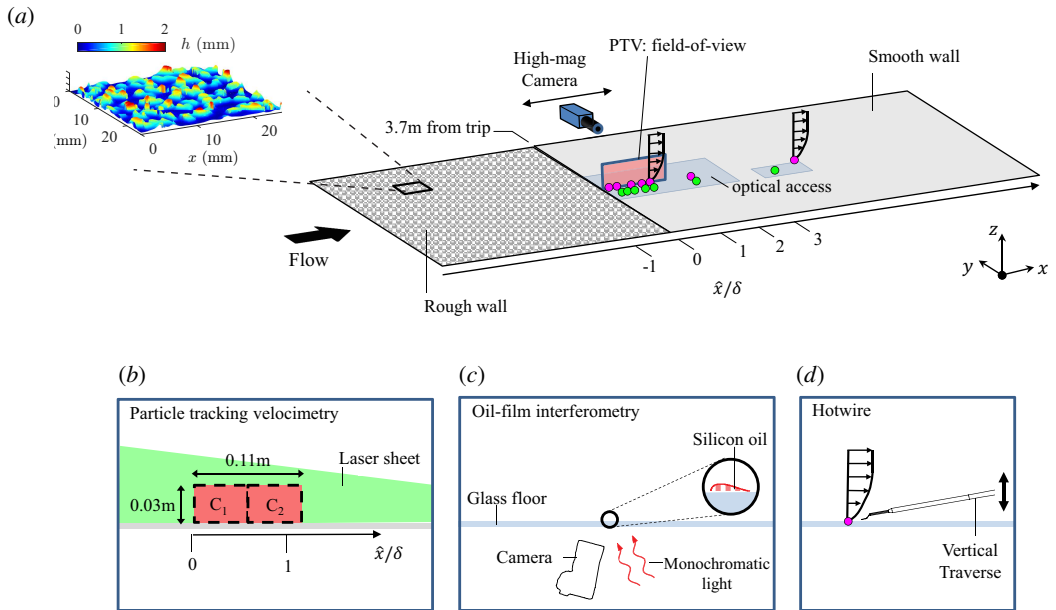 (a)
0 1 2
h (mm)
0
10
20
(mm)
0
10
20
x (mm)
High-mag
Camera
PTV: field-of-view
Smooth wall
3.7m from trip
optical access
Flow
Rough wall
-1 0 1 2 3
x̂/δ
z
y
x
(b)
Particle tracking velocimetry
0.11m
Laser sheet
0.03m
C₁ C₂
0 1
x̂/δ
(c)
Oil-film interferometry
Silicon oil
Glass floor
Camera
Monochromatic
light
(d)
Hotwire
Vertical
Traverse